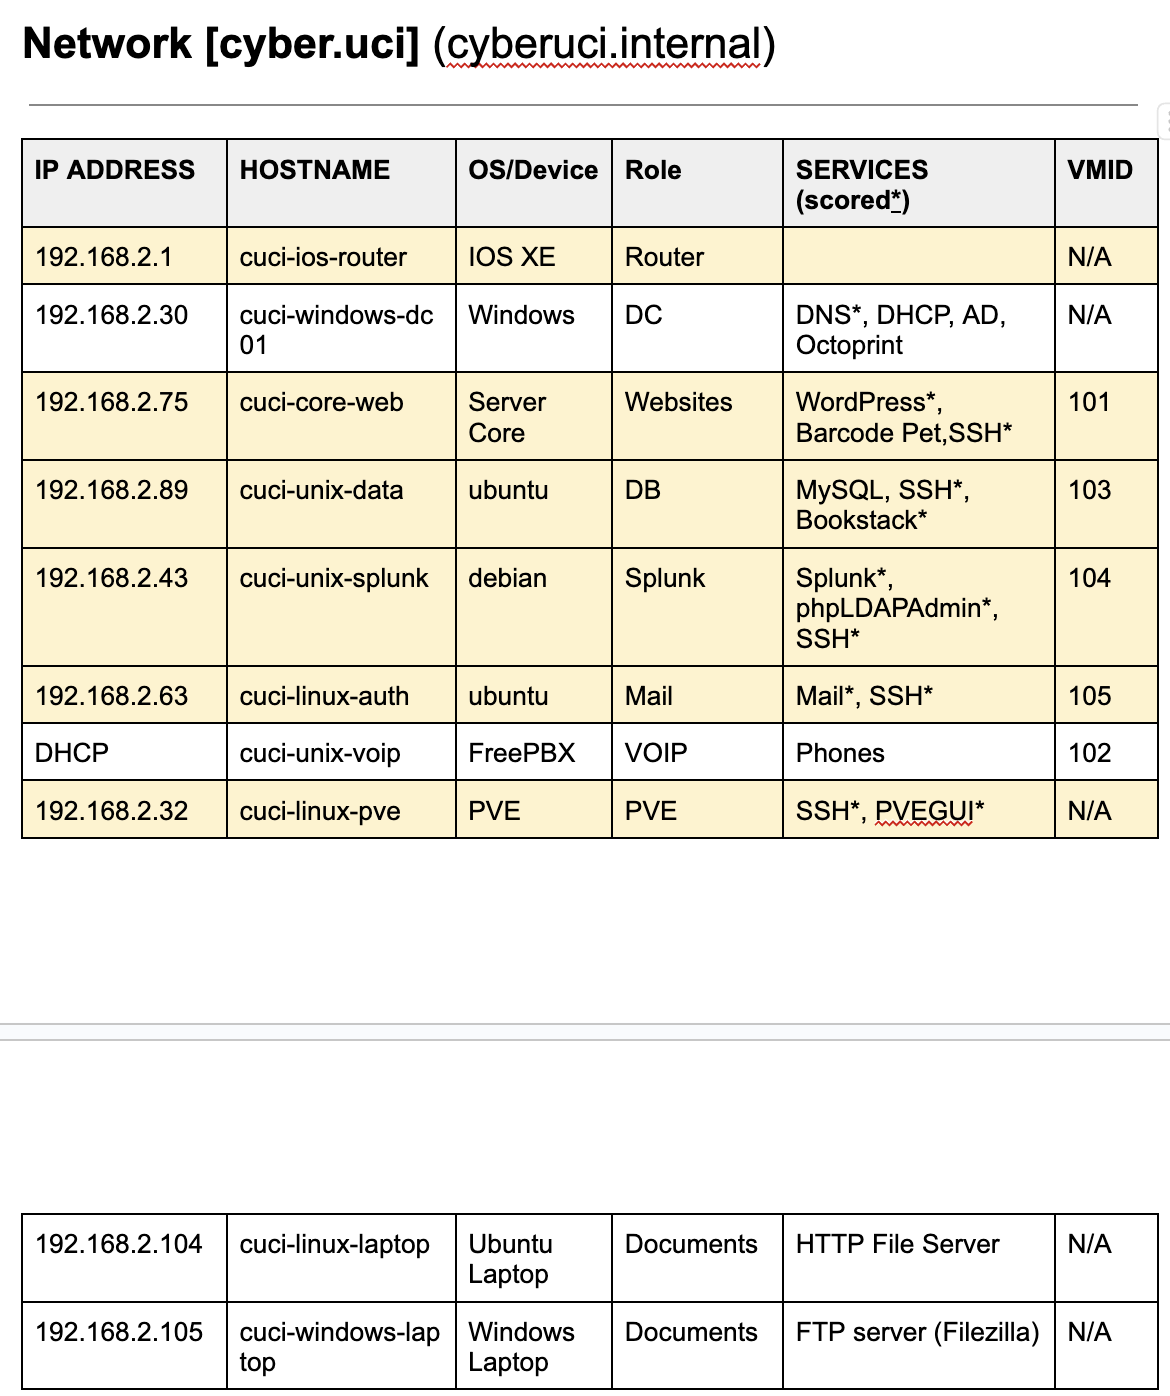 Network [cyber.uci] (cyberuci.internal)
IP ADDRESS HOSTNAME OS/Device Role SERVICES (scored*) VMID
192.168.2.1 cuci-ios-router IOS XE Router N/A
192.168.2.30 cuci-windows-dc01 Windows DC DNS*, DHCP, AD, Octoprint N/A
192.168.2.75 cuci-core-web Server Core Websites WordPress*, Barcode Pet,SSH* 101
192.168.2.89 cuci-unix-data ubuntu DB MySQL, SSH*, Bookstack* 103
192.168.2.43 cuci-unix-splunk debian Splunk Splunk*, phpLDAPAdmin*, SSH* 104
192.168.2.63 cuci-linux-auth ubuntu Mail Mail*, SSH* 105
DHCP cuci-unix-voip FreePBX VOIP Phones 102
192.168.2.32 cuci-linux-pve PVE PVE SSH*, PVEGUI* N/A
192.168.2.104 cuci-linux-laptop Ubuntu Laptop Documents HTTP File Server N/A
192.168.2.105 cuci-windows-laptop Windows Laptop Documents FTP server (Filezilla) N/A